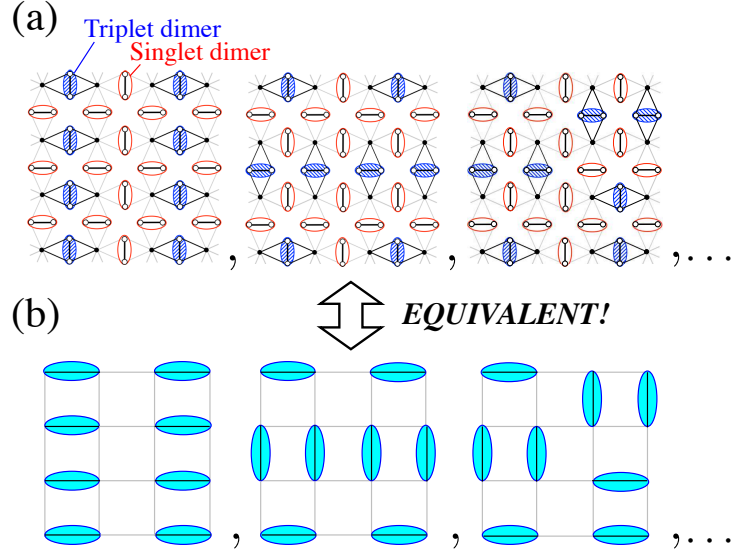 (a)
Triplet dimer
Singlet dimer
, , , . . .
EQUIVALENT!
(b)
, , , . . .